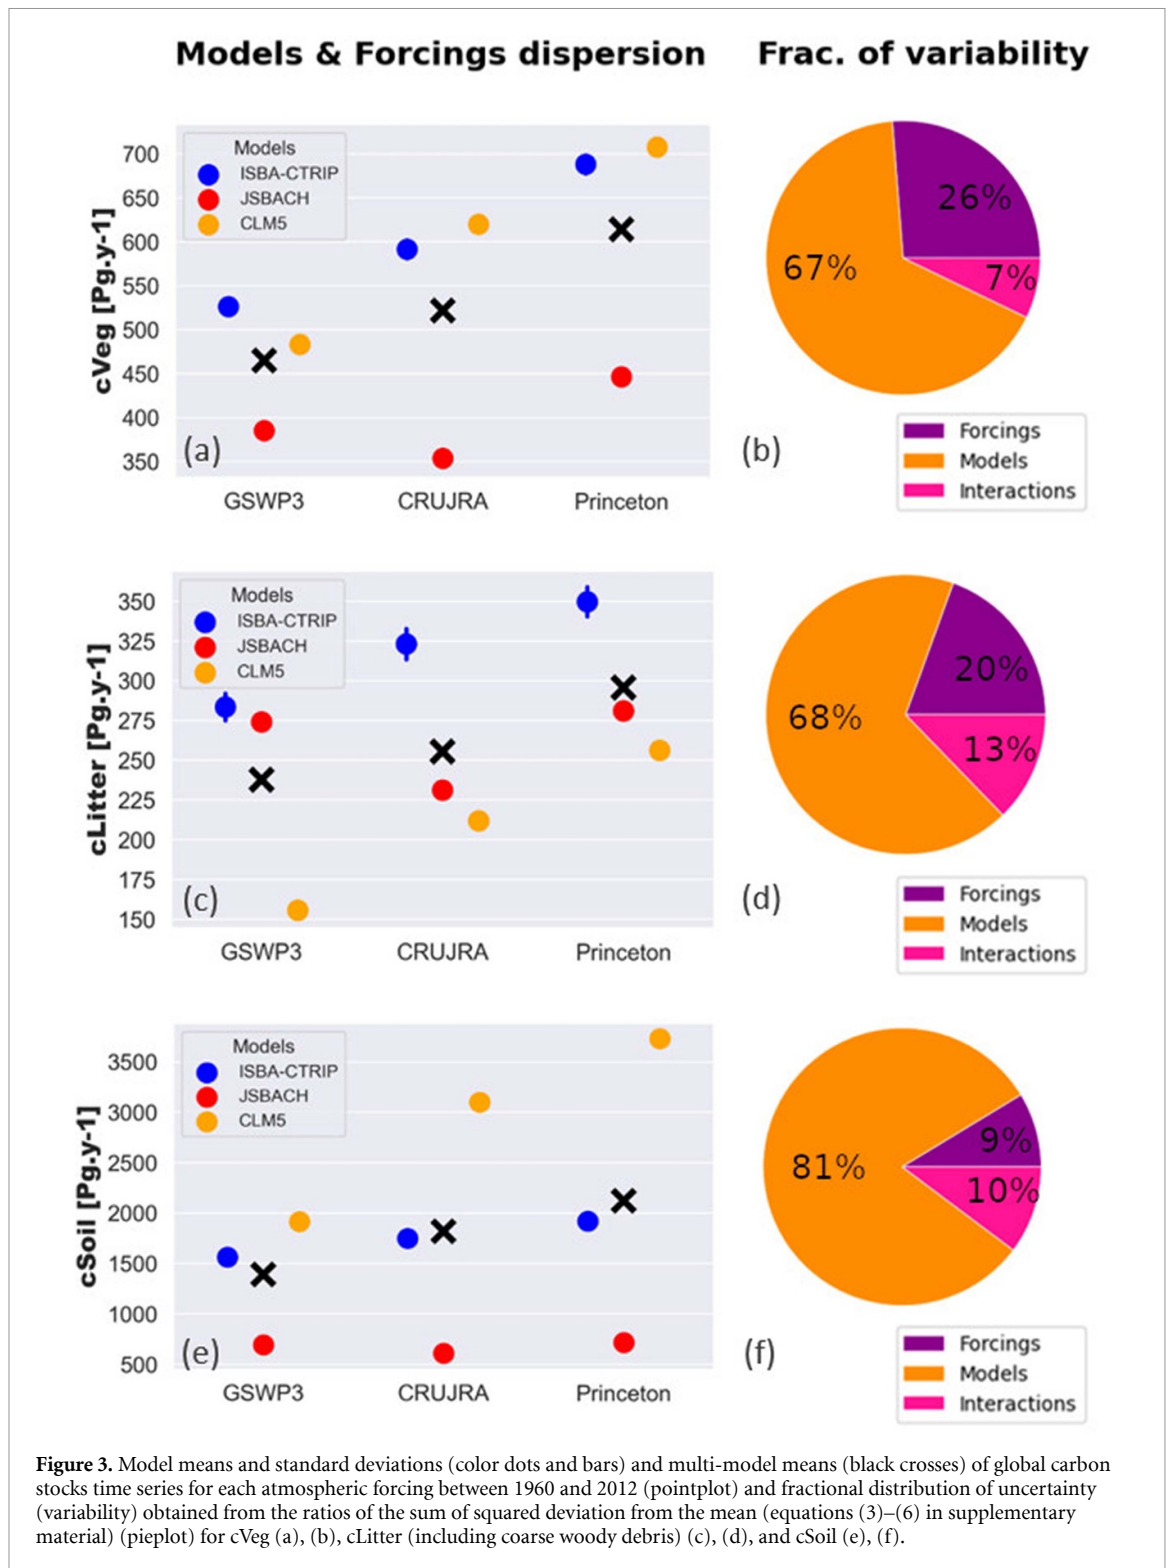 Models & Forcings dispersion
Frac. of variability
700
650
600
550
500
450
400
350
cVeg [Pg.y-1]
Models
ISBA-CTRIP
JSBACH
CLM5
(a)
GSWP3
CRUJRA
Princeton
26%
67%
7%
(b)
Forcings
Models
Interactions
350
325
300
275
250
225
200
175
150
cLitter [Pg.y-1]
Models
ISBA-CTRIP
JSBACH
CLM5
(c)
GSWP3
CRUJRA
Princeton
20%
68%
13%
(d)
Forcings
Models
Interactions
3500
3000
2500
2000
1500
1000
500
cSoil [Pg.y-1]
Models
ISBA-CTRIP
JSBACH
CLM5
(e)
GSWP3
CRUJRA
Princeton
9%
81%
10%
(f)
Forcings
Models
Interactions
Figure 3. Model means and standard deviations (color dots and bars) and multi-model means (black crosses) of global carbon
stocks time series for each atmospheric forcing between 1960 and 2012 (pointplot) and fractional distribution of uncertainty
(variability) obtained from the ratios of the sum of squared deviation from the mean (equations (3)–(6) in supplementary
material) (pieplot) for cVeg (a), (b), cLitter (including coarse woody debris) (c), (d), and cSoil (e), (f).